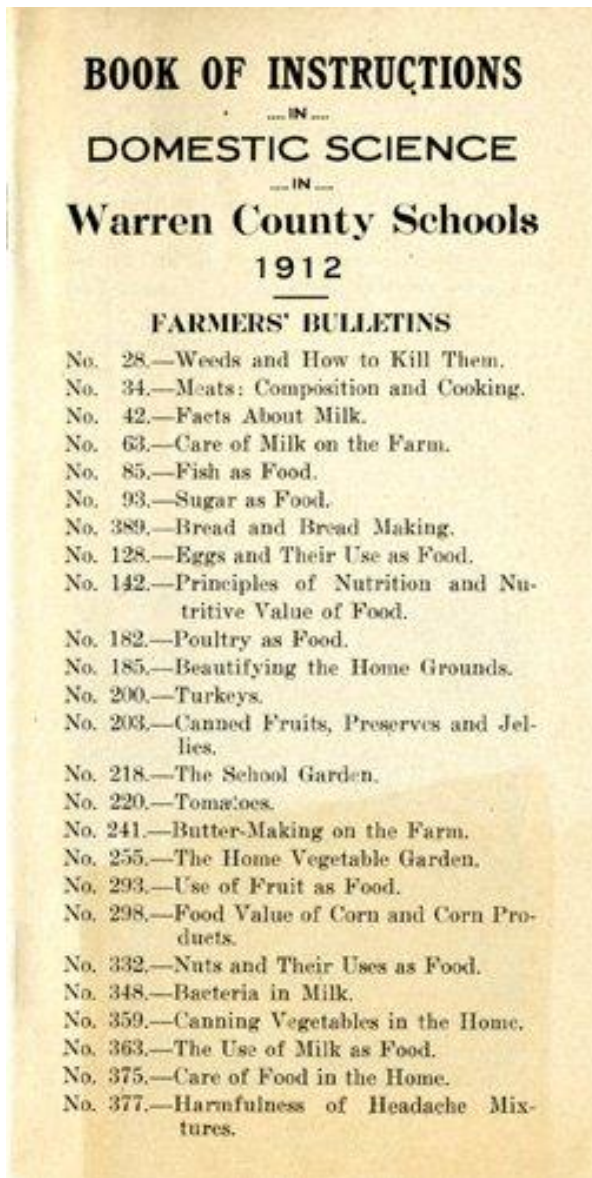 BOOK OF INSTRUCTIONS
.... IN ....
DOMESTIC SCIENCE
.... IN ....
Warren County Schools
1912
FARMERS' BULLETINS
No. 28.—Weeds and How to Kill Them.
No. 34.—Meats: Composition and Cooking.
No. 42.—Facts About Milk.
No. 63.—Care of Milk on the Farm.
No. 85.—Fish as Food.
No. 93.—Sugar as Food.
No. 389.—Bread and Bread Making.
No. 128.—Eggs and Their Use as Food.
No. 142.—Principles of Nutrition and Nu-
tritive Value of Food.
No. 182.—Poultry as Food.
No. 185.—Beautifying the Home Grounds.
No. 200.—Turkeys.
No. 203.—Canned Fruits, Preserves and Jel-
lies.
No. 218.—The School Garden.
No. 220.—Tomatoes.
No. 241.—Butter-Making on the Farm.
No. 255.—The Home Vegetable Garden.
No. 293.—Use of Fruit as Food.
No. 298.—Food Value of Corn and Corn Pro-
ducts.
No. 332.—Nuts and Their Uses as Food.
No. 348.—Bacteria in Milk.
No. 359.—Canning Vegetables in the Home.
No. 363.—The Use of Milk as Food.
No. 375.—Care of Food in the Home.
No. 377.—Harmfulness of Headache Mix-
tures.